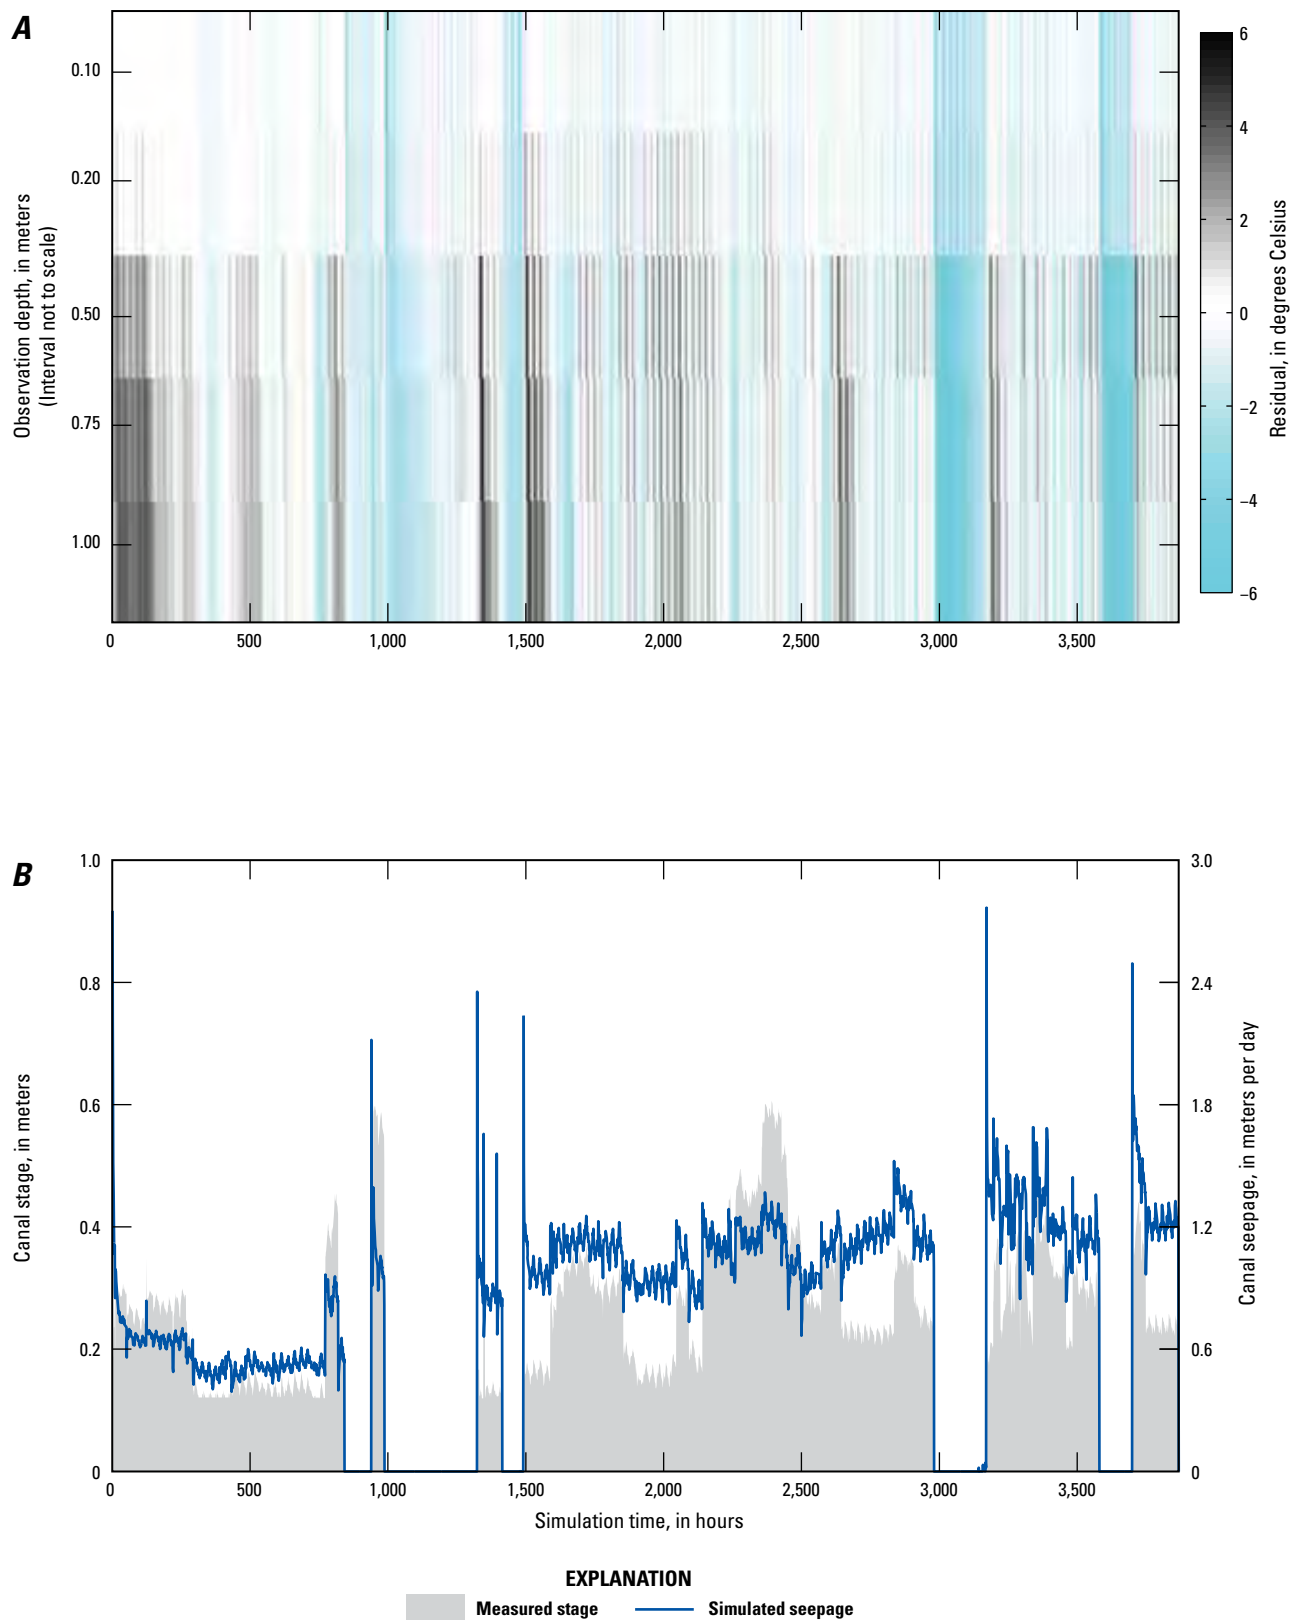 A
Observation depth, in meters
(Interval not to scale)
0.10
0.20
0.50
0.75
1.00
0 500 1,000 1,500 2,000 2,500 3,000 3,500
6
4
2
0
−2
−4
−6
Residual, in degrees Celsius
B
Canal stage, in meters
1.0
0.8
0.6
0.4
0.2
0
3.0
2.4
1.8
1.2
0.6
0
Canal seepage, in meters per day
0 500 1,000 1,500 2,000 2,500 3,000 3,500
Simulation time, in hours
EXPLANATION
Measured stage Simulated seepage